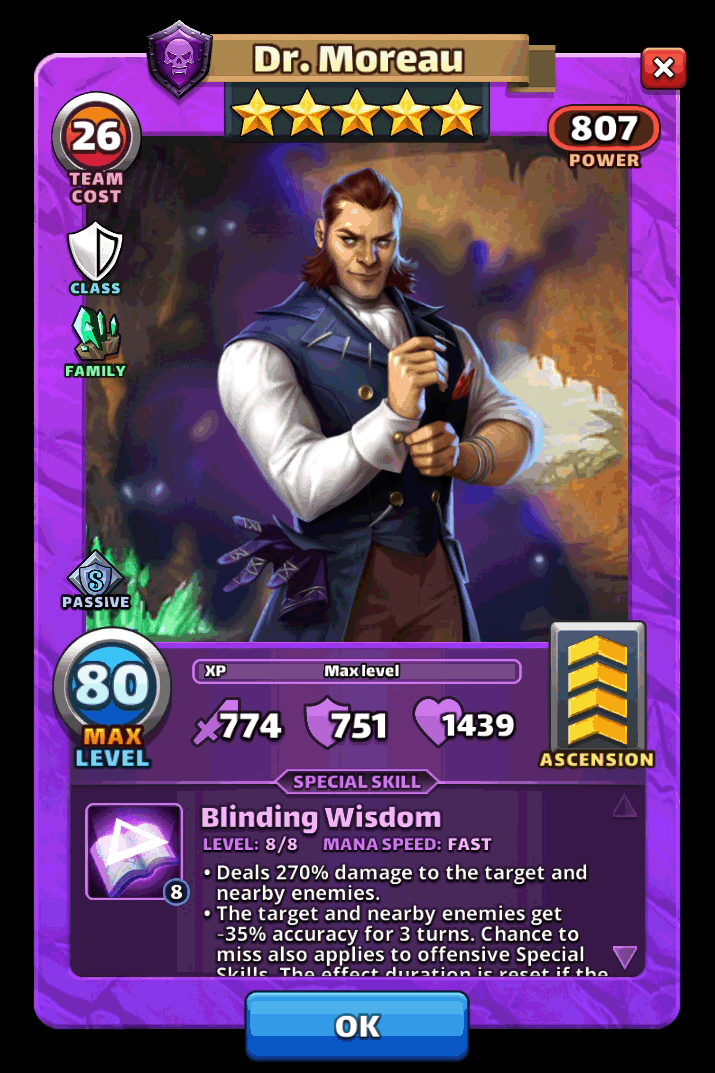 Dr. Moreau
26
TEAM
COST
807
POWER
CLASS
FAMILY
PASSIVE
80
MAX
LEVEL
XP Max level
774 751 1439
ASCENSION
SPECIAL SKILL
Blinding Wisdom
LEVEL: 8/8 MANA SPEED: FAST
8
• Deals 270% damage to the target and
nearby enemies.
• The target and nearby enemies get
-35% accuracy for 3 turns. Chance to
miss also applies to offensive Special
Skills. The effect duration is reset if the
OK